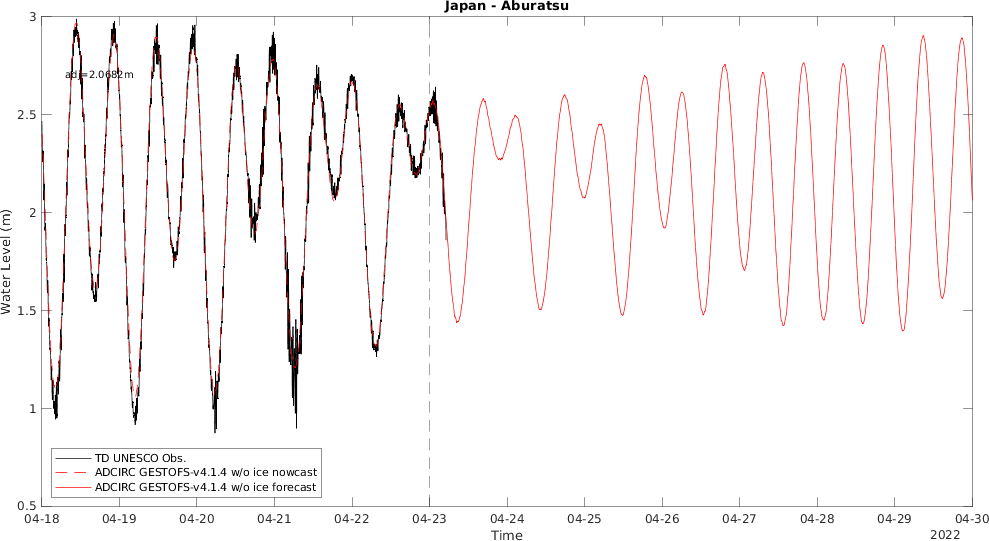 Japan - Aburatsu
3
adj=2.0682m
2.5
2
Water Level (m)
1.5
1
TD UNESCO Obs.
ADCIRC GESTOFS-v4.1.4 w/o ice nowcast
ADCIRC GESTOFS-v4.1.4 w/o ice forecast
0.5
04-18 04-19 04-20 04-21 04-22 04-23 04-24 04-25 04-26 04-27 04-28 04-29 04-30
Time
2022